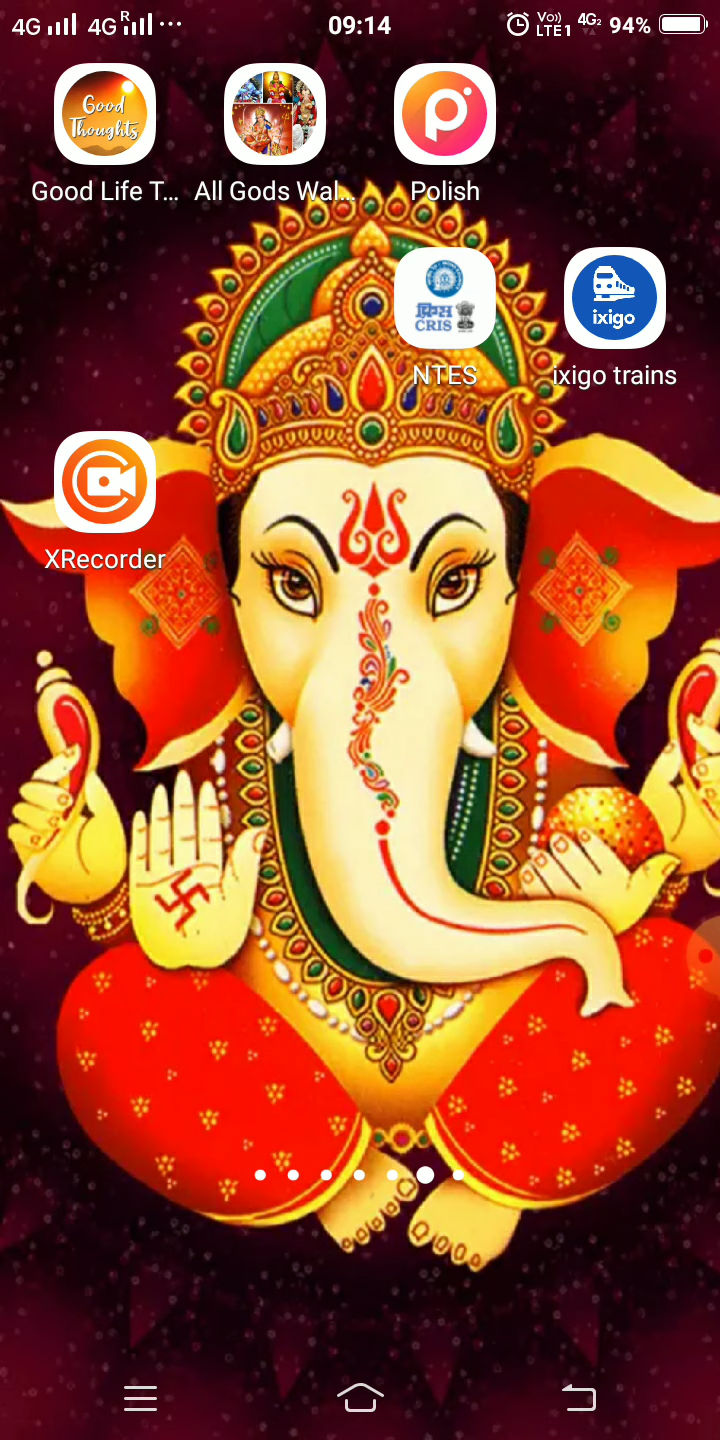 4G 4G R 09:14 Vo)) LTE1 4G2 94%
Good Thoughts
Good Life T... All Gods Wal... Polish
क्रिस
CRIS
ixigo
NTES ixigo trains
XRecorder